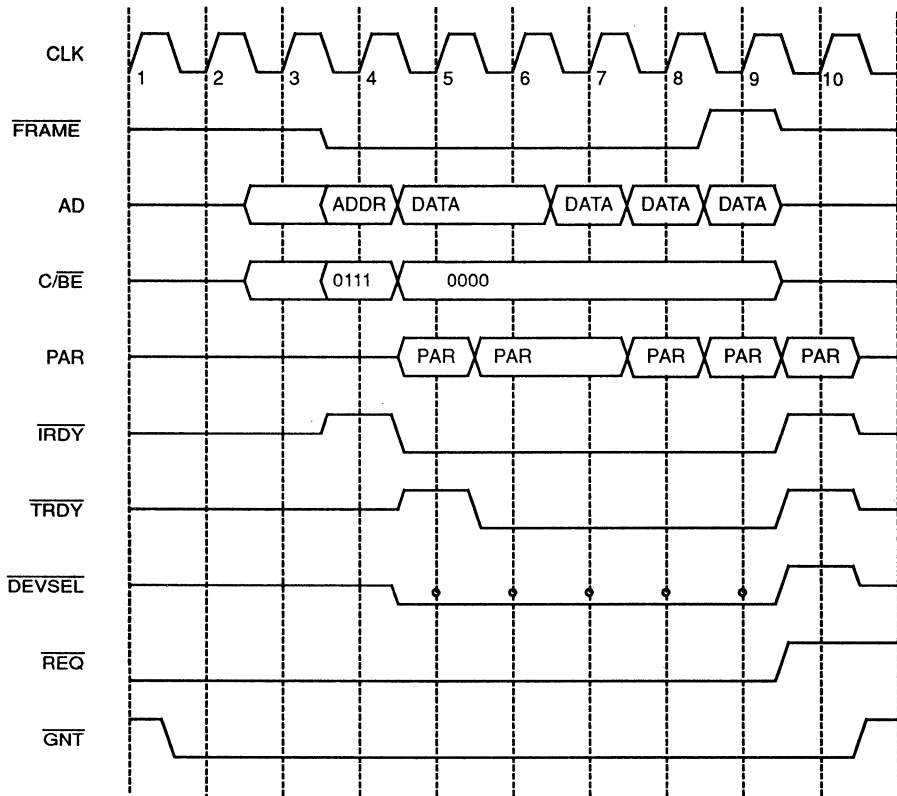 CLK
1 2 3 4 5 6 7 8 9 10
FRAME
AD ADDR DATA DATA DATA DATA
C/BE 0111 0000
PAR PAR PAR PAR PAR PAR
IRDY
TRDY
DEVSEL
REQ
GNT